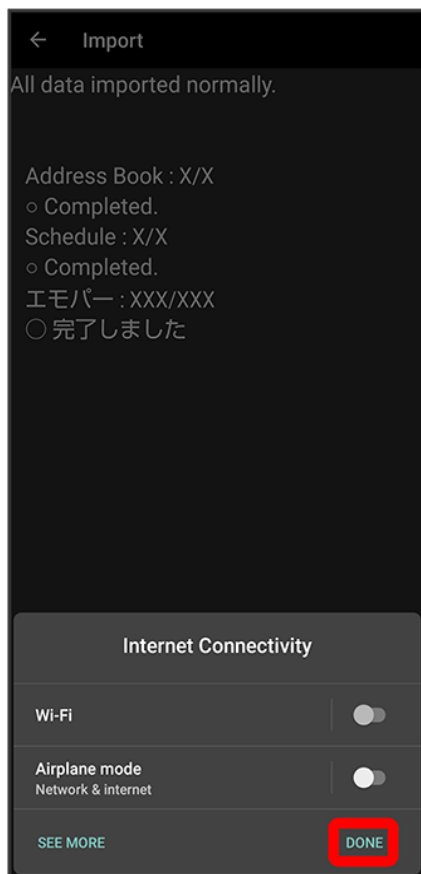 Import
All data imported normally.
Address Book : X/X
○ Completed.
Schedule : X/X
○ Completed.
エモパー : XXX/XXX
◯ 完了しました
Internet Connectivity
Wi-Fi
Airplane mode
Network & internet
SEE MORE
DONE